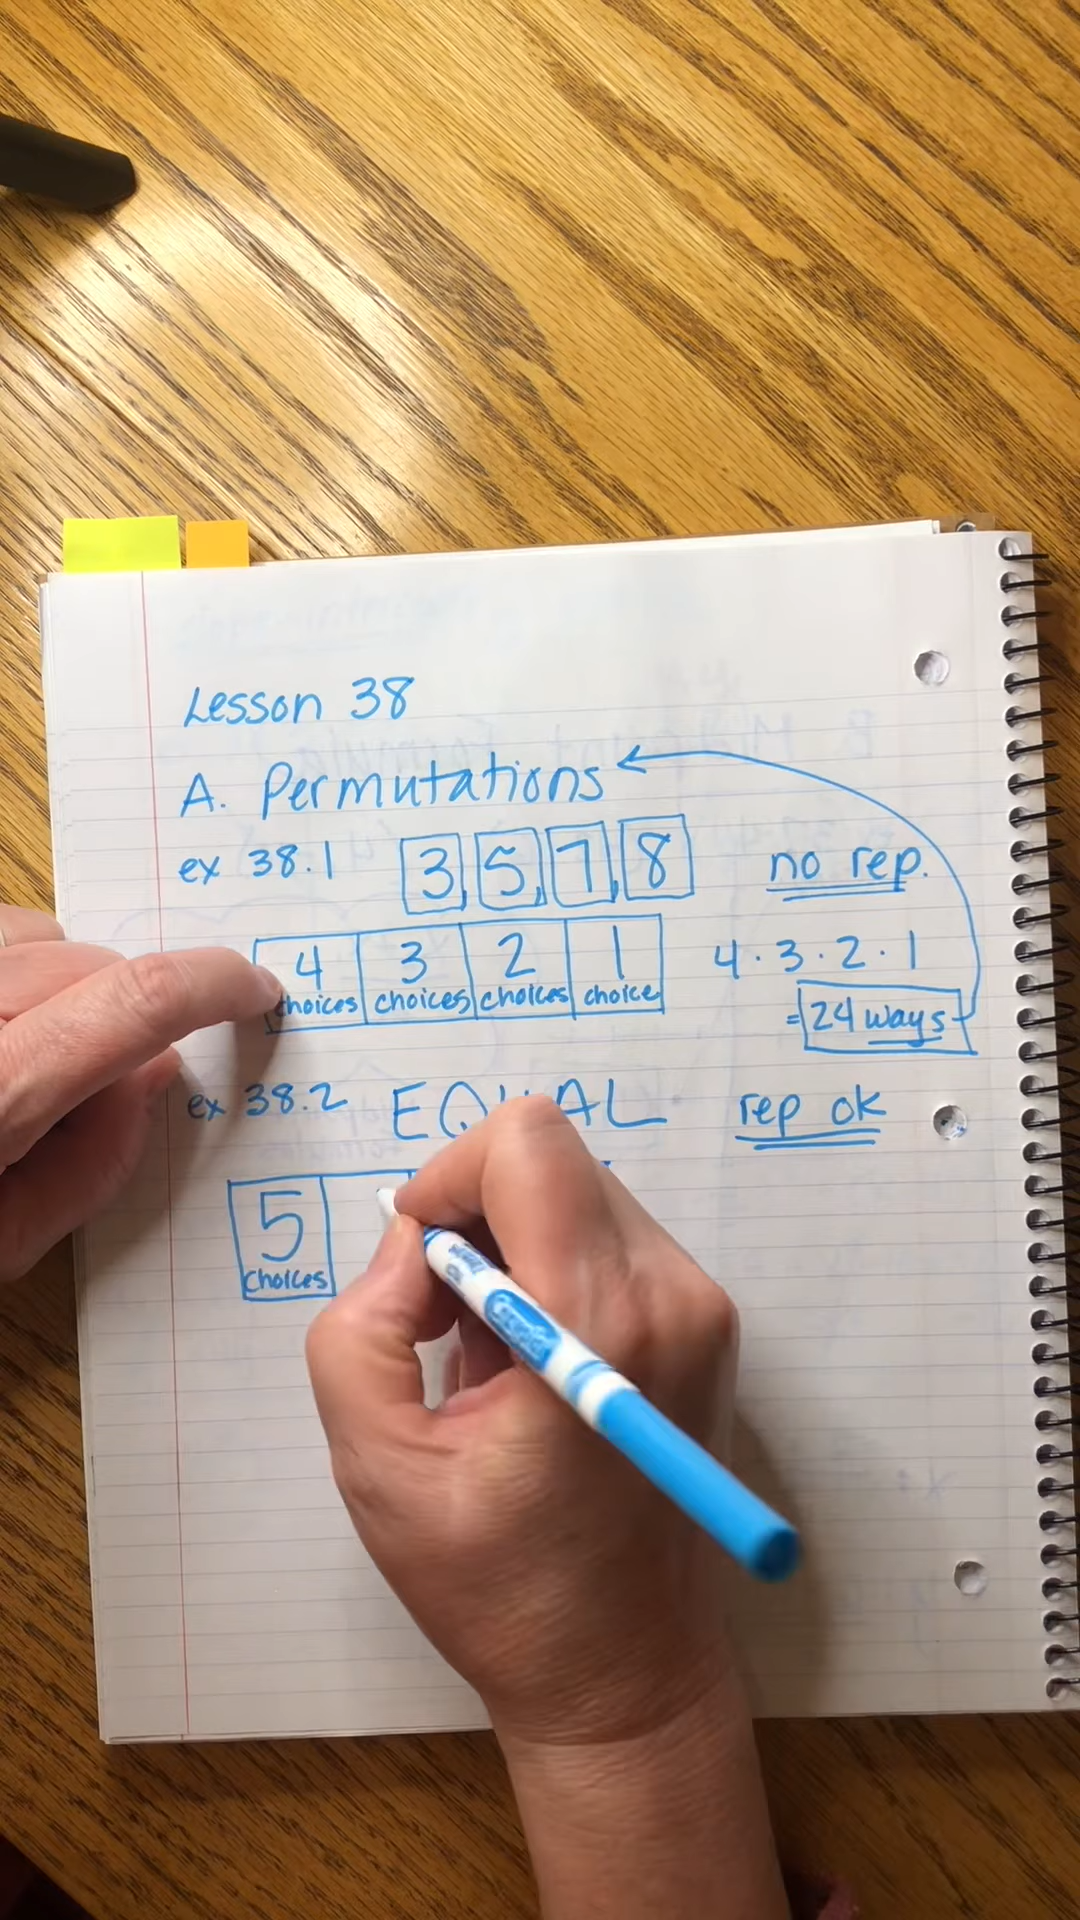 Lesson 38
A. Permutations
ex 38.1 3, 5, 7, 8 no rep.
4 choices 3 choices 2 choices 1 choice 4 · 3 · 2 · 1
= 24 ways
ex 38.2 EQUAL rep ok
5
choices